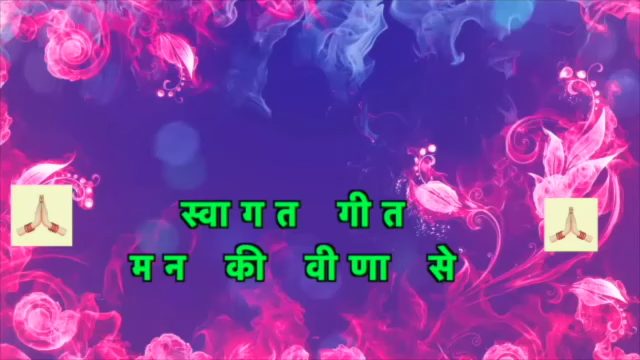 स्वागत गीत
मन की वीणा से